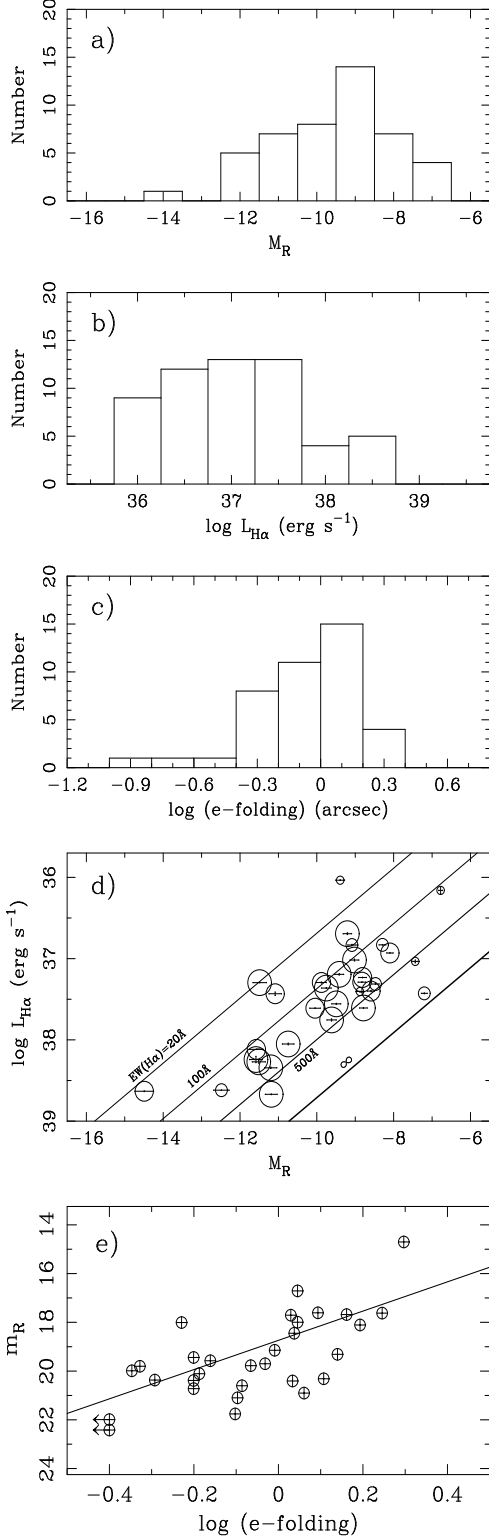 20
15
10
5
0
Number
a)
−16 −14 −12 −10 −8 −6
M_R
20
15
10
5
0
Number
b)
36 37 38 39
log L_Hα (erg s⁻¹)
20
15
10
5
0
Number
c)
−1.2 −0.9 −0.6 −0.3 0 0.3 0.6
log (e−folding) (arcsec)
36
37
38
39
log L_Hα (erg s⁻¹)
d)
EW(Hα)=20Å
100Å
500Å
−16 −14 −12 −10 −8 −6
M_R
14
16
18
20
22
24
m_R
e)
−0.4 −0.2 0 0.2 0.4
log (e−folding)